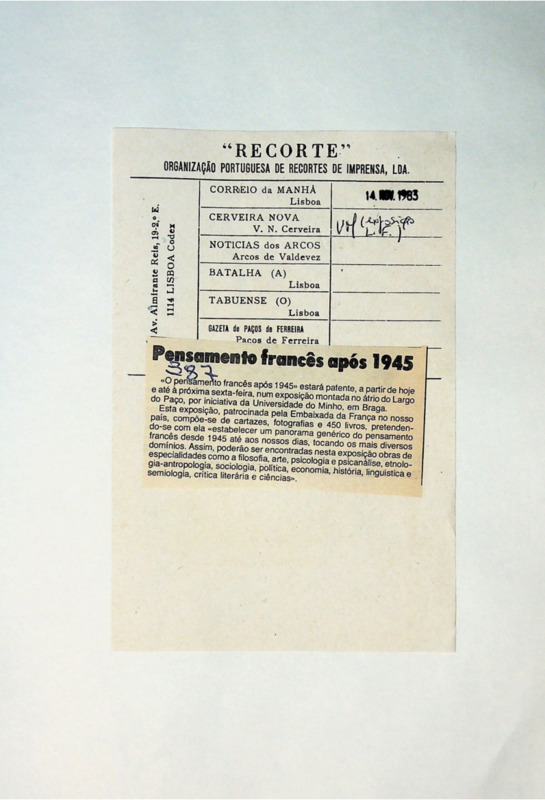 "RECORTE"
ORGANIZAÇÃO PORTUGUESA DE RECORTES DE IMPRENSA, LDA.
Av. Almirante Reis, 19-2.º E.
1114 LISBOA Codex
CORREIO da MANHÃ
Lisboa
14. NOV. 1983
CERVEIRA NOVA
V. N. Cerveira
NOTICIAS dos ARCOS
Arcos de Valdevez
BATALHA (A)
Lisboa
TABUENSE (O)
Lisboa
GAZETA de PAÇOS de FERREIRA
Paços de Ferreira
Pensamento francês após 1945
387
«O pensamento francês após 1945» estará patente, a partir de hoje
e até à próxima sexta-feira, num exposição montada no átrio do Largo
do Paço, por iniciativa da Universidade do Minho, em Braga.
Esta exposição, patrocinada pela Embaixada da França no nosso
país, compõe-se de cartazes, fotografias e 450 livros, pretenden-
do-se com ela «estabelecer um panorama genérico do pensamento
francês desde 1945 até aos nossos dias, tocando os mais diversos
domínios. Assim, poderão ser encontradas nesta exposição obras de
especialidades como a filosofia, arte, psicologia e psicanálise, etnolo-
gia-antropologia, sociologia, política, economia, história, linguística e
semiologia, crítica literária e ciências».